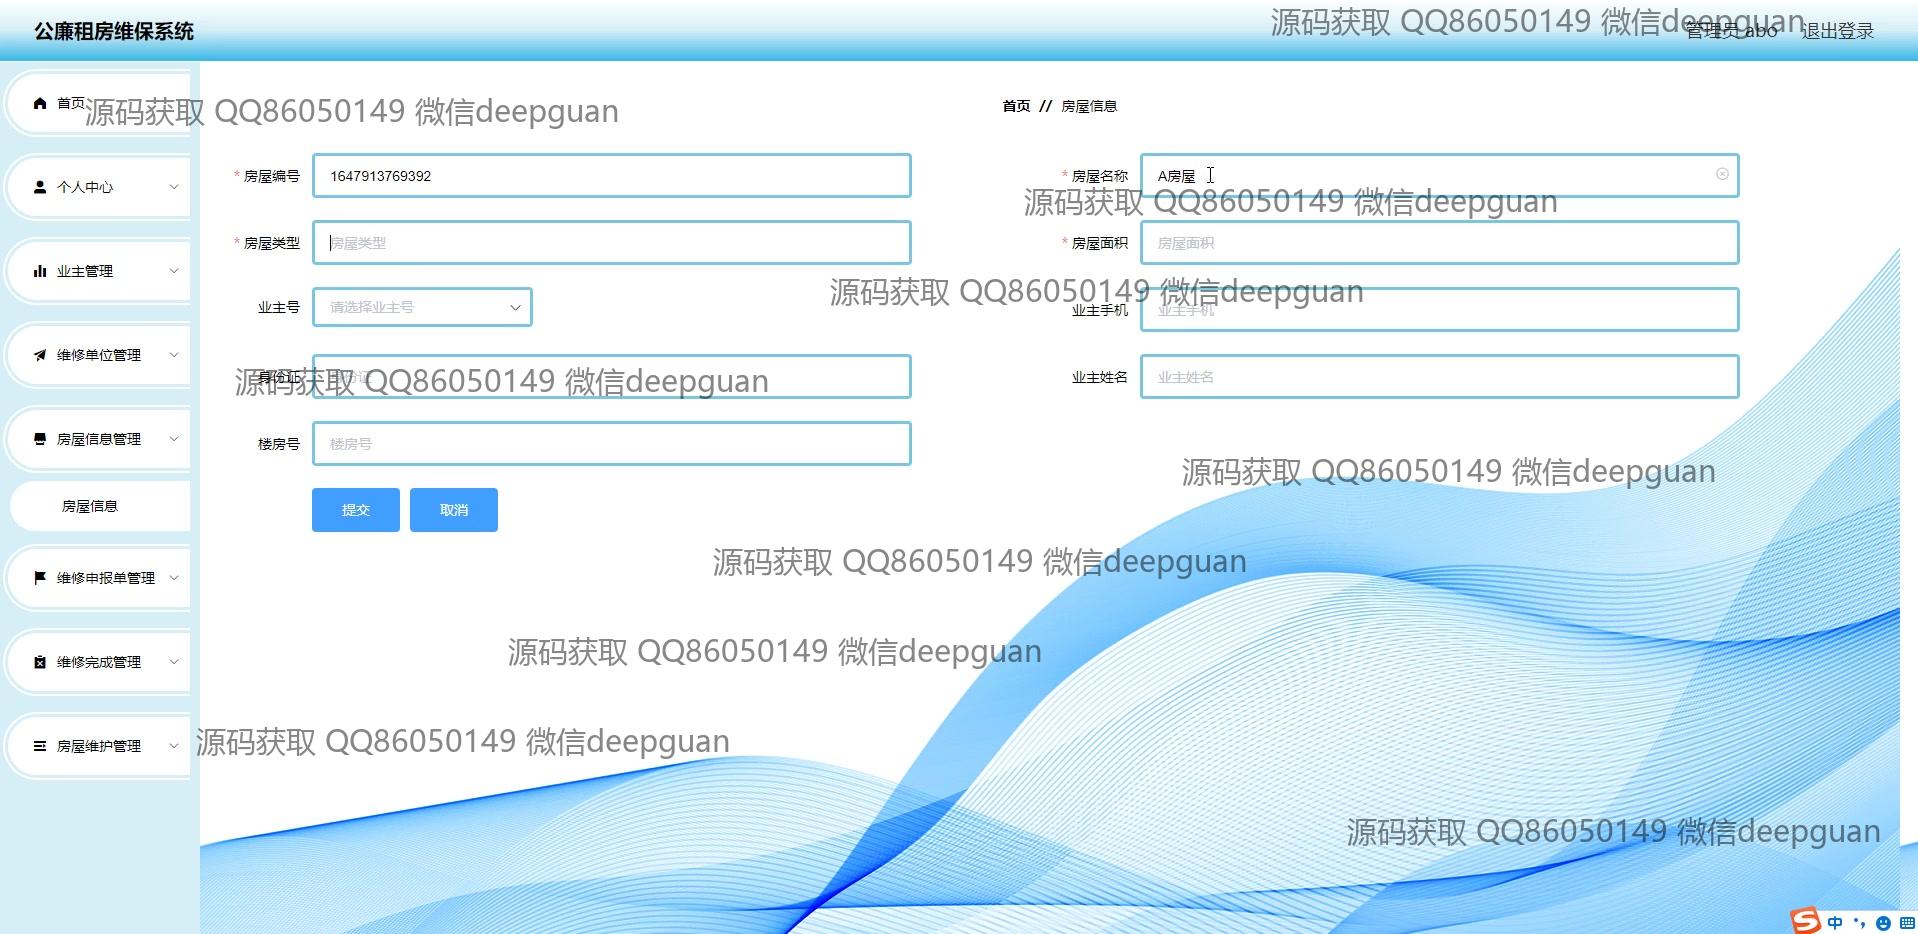 公廉租房维保系统
源码获取 QQ86050149 微信deepguan
管理员 abo 退出登录
首页
源码获取 QQ86050149 微信deepguan
首页 // 房屋信息
* 房屋编号 1647913769392
* 房屋名称 A房屋
个人中心
源码获取 QQ86050149 微信deepguan
* 房屋类型 房屋类型
* 房屋面积 房屋面积
业主管理
源码获取 QQ86050149 微信deepguan
业主号 请选择业主号
业主手机 业主手机
维修单位管理
身份证 身份证
源码获取 QQ86050149 微信deepguan
业主姓名 业主姓名
房屋信息管理
楼房号 楼房号
源码获取 QQ86050149 微信deepguan
房屋信息
提交 取消
源码获取 QQ86050149 微信deepguan
维修申报单管理
源码获取 QQ86050149 微信deepguan
维修完成管理
房屋维护管理
源码获取 QQ86050149 微信deepguan
源码获取 QQ86050149 微信deepguan
S 中